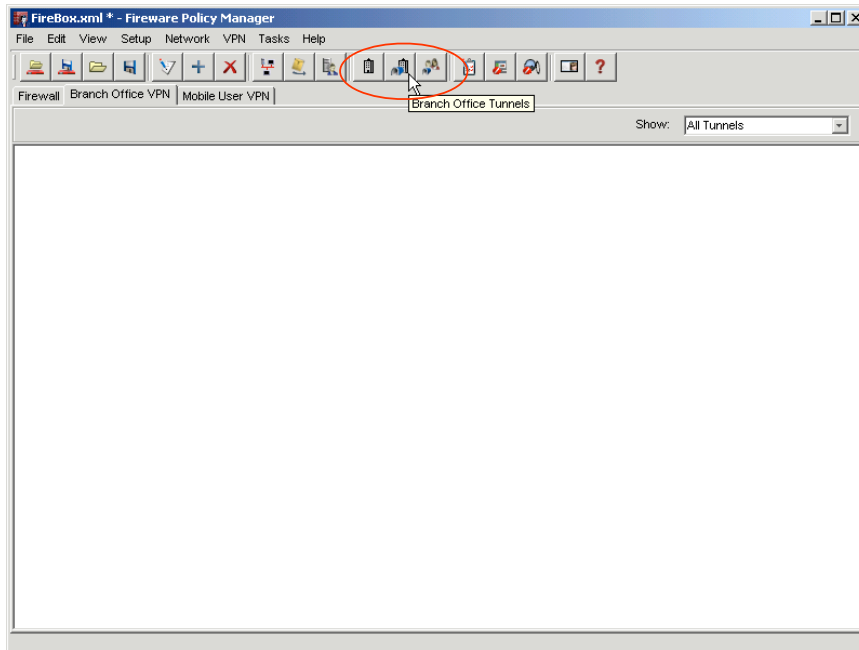 FireBox.xml * - Fireware Policy Manager
File Edit View Setup Network VPN Tasks Help
?
Firewall Branch Office VPN Mobile User VPN
Branch Office Tunnels
Show: All Tunnels